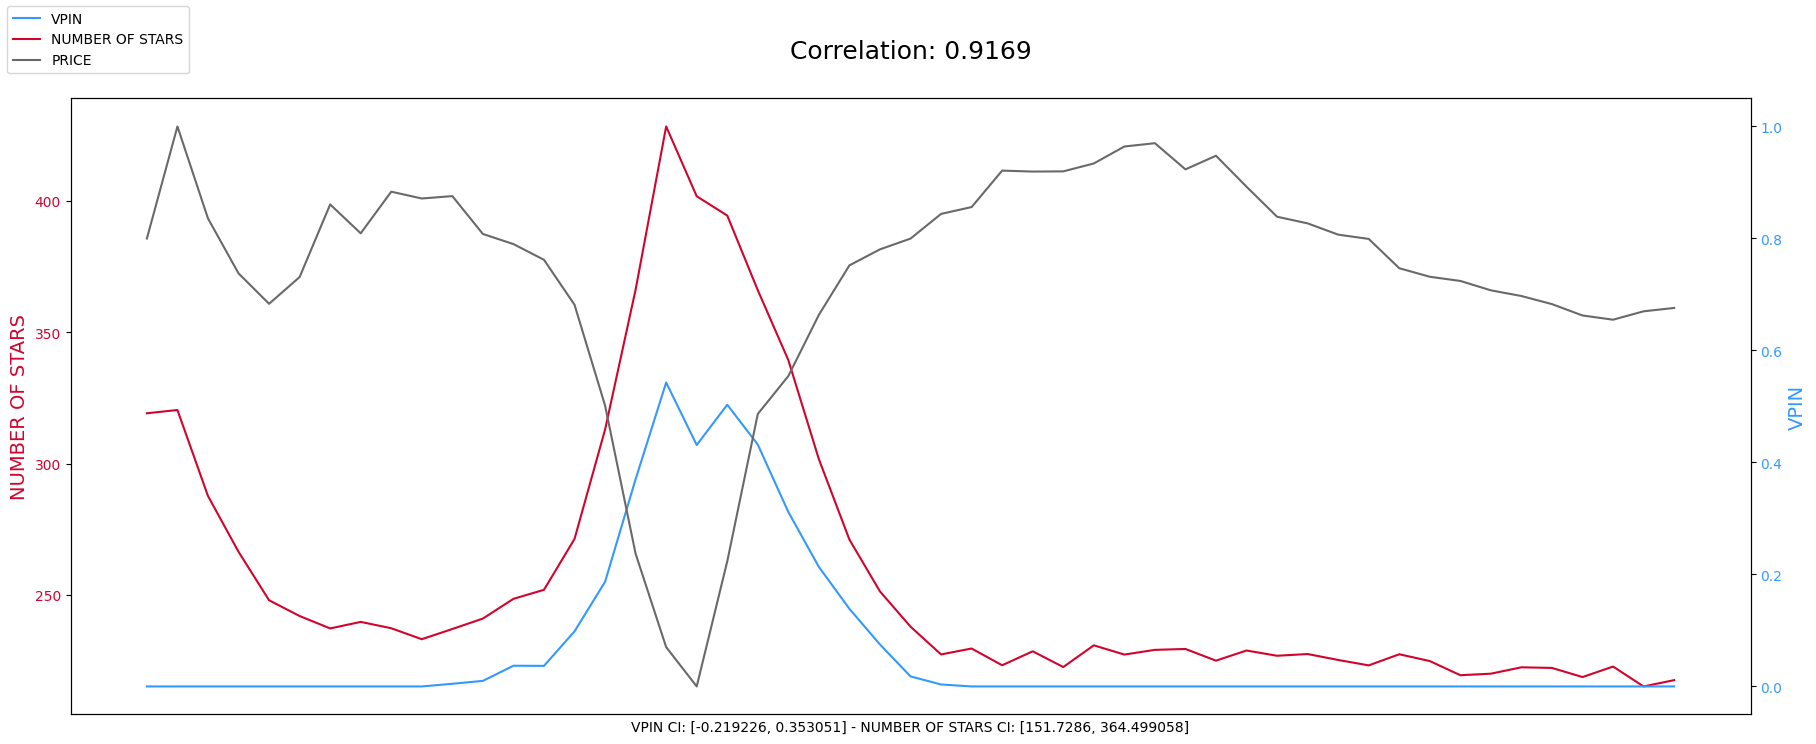 VPIN
NUMBER OF STARS
PRICE
Correlation: 0.9169
NUMBER OF STARS
400
350
300
250
1.0
0.8
0.6
0.4
0.2
0.0
VPIN
VPIN CI: [-0.219226, 0.353051] - NUMBER OF STARS CI: [151.7286, 364.499058]